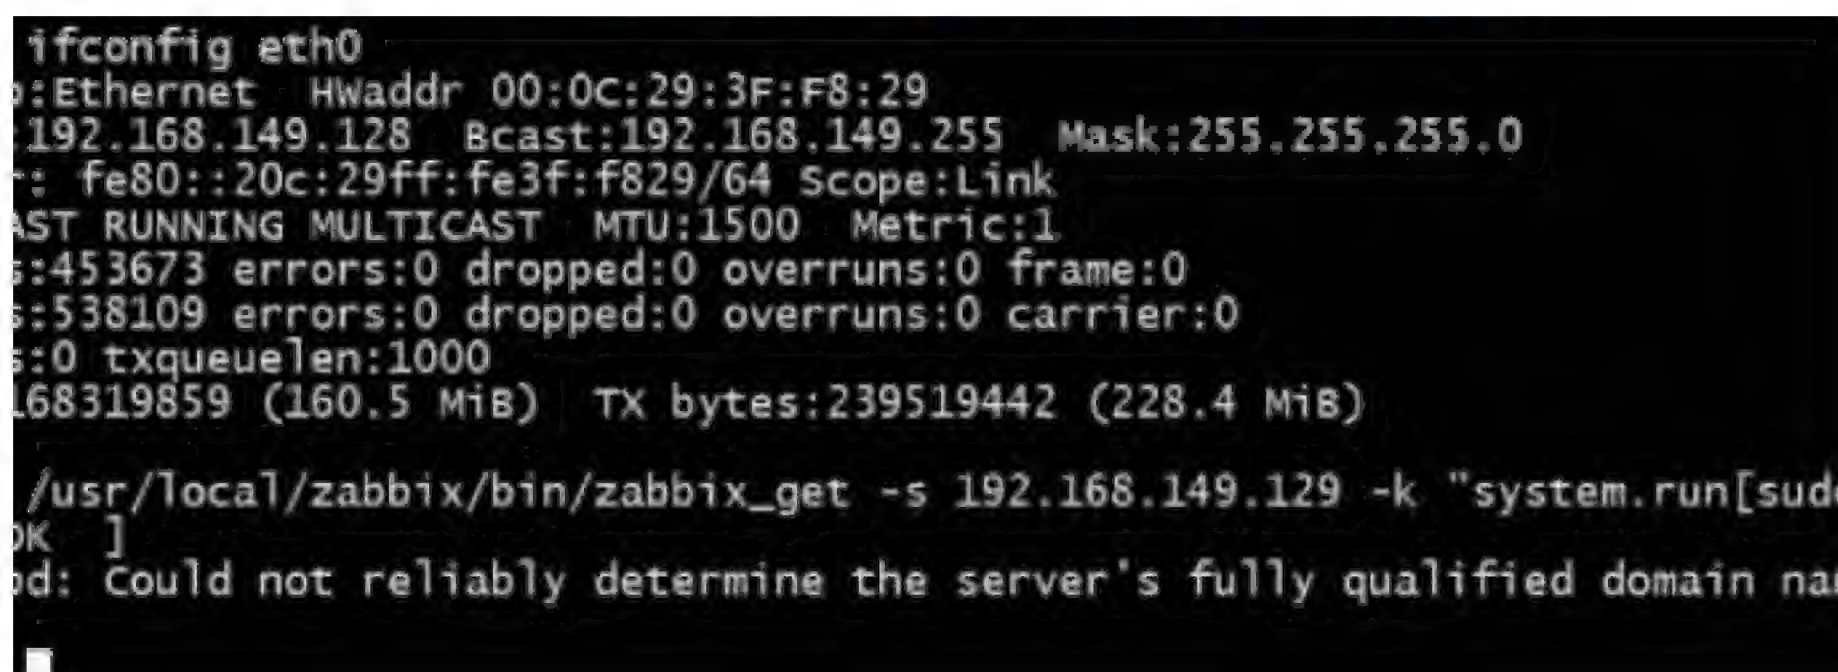 ifconfig eth0
p:Ethernet  HWaddr 00:0C:29:3F:F8:29
:192.168.149.128  Bcast:192.168.149.255  Mask:255.255.255.0
r: fe80::20c:29ff:fe3f:f829/64 Scope:Link
AST RUNNING MULTICAST  MTU:1500  Metric:1
s:453673 errors:0 dropped:0 overruns:0 frame:0
s:538109 errors:0 dropped:0 overruns:0 carrier:0
s:0 txqueuelen:1000
168319859 (160.5 MiB)  TX bytes:239519442 (228.4 MiB)
/usr/local/zabbix/bin/zabbix_get -s 192.168.149.129 -k "system.run[sud
OK  ]
pd: Could not reliably determine the server's fully qualified domain na